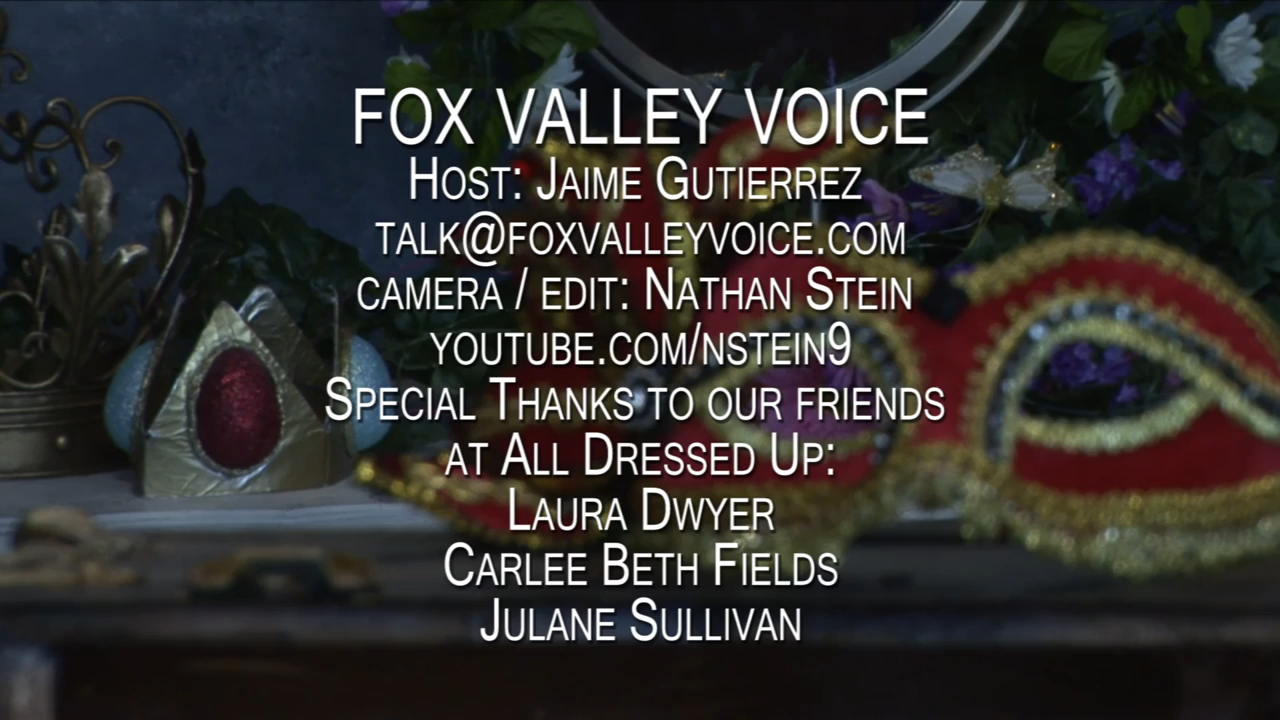 FOX VALLEY VOICE
Host: Jaime Gutierrez
talk@foxvalleyvoice.com
camera / edit: Nathan Stein
youtube.com/nstein9
Special Thanks to our friends
at All Dressed Up:
Laura Dwyer
Carlee Beth Fields
Julane Sullivan